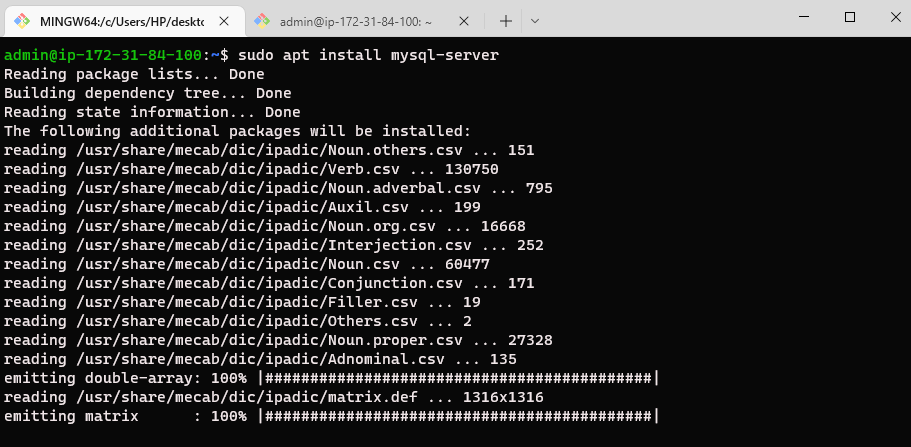 MINGW64:/c/Users/HP/deskto
admin@ip-172-31-84-100: ~
admin@ip-172-31-84-100:~$ sudo apt install mysql-server
Reading package lists... Done
Building dependency tree... Done
Reading state information... Done
The following additional packages will be installed:
reading /usr/share/mecab/dic/ipadic/Noun.others.csv ... 151
reading /usr/share/mecab/dic/ipadic/Verb.csv ... 130750
reading /usr/share/mecab/dic/ipadic/Noun.adverbal.csv ... 795
reading /usr/share/mecab/dic/ipadic/Auxil.csv ... 199
reading /usr/share/mecab/dic/ipadic/Noun.org.csv ... 16668
reading /usr/share/mecab/dic/ipadic/Interjection.csv ... 252
reading /usr/share/mecab/dic/ipadic/Noun.csv ... 60477
reading /usr/share/mecab/dic/ipadic/Conjunction.csv ... 171
reading /usr/share/mecab/dic/ipadic/Filler.csv ... 19
reading /usr/share/mecab/dic/ipadic/Others.csv ... 2
reading /usr/share/mecab/dic/ipadic/Noun.proper.csv ... 27328
reading /usr/share/mecab/dic/ipadic/Adnominal.csv ... 135
emitting double-array: 100% |###########################################|
reading /usr/share/mecab/dic/ipadic/matrix.def ... 1316x1316
emitting matrix      : 100% |###########################################|